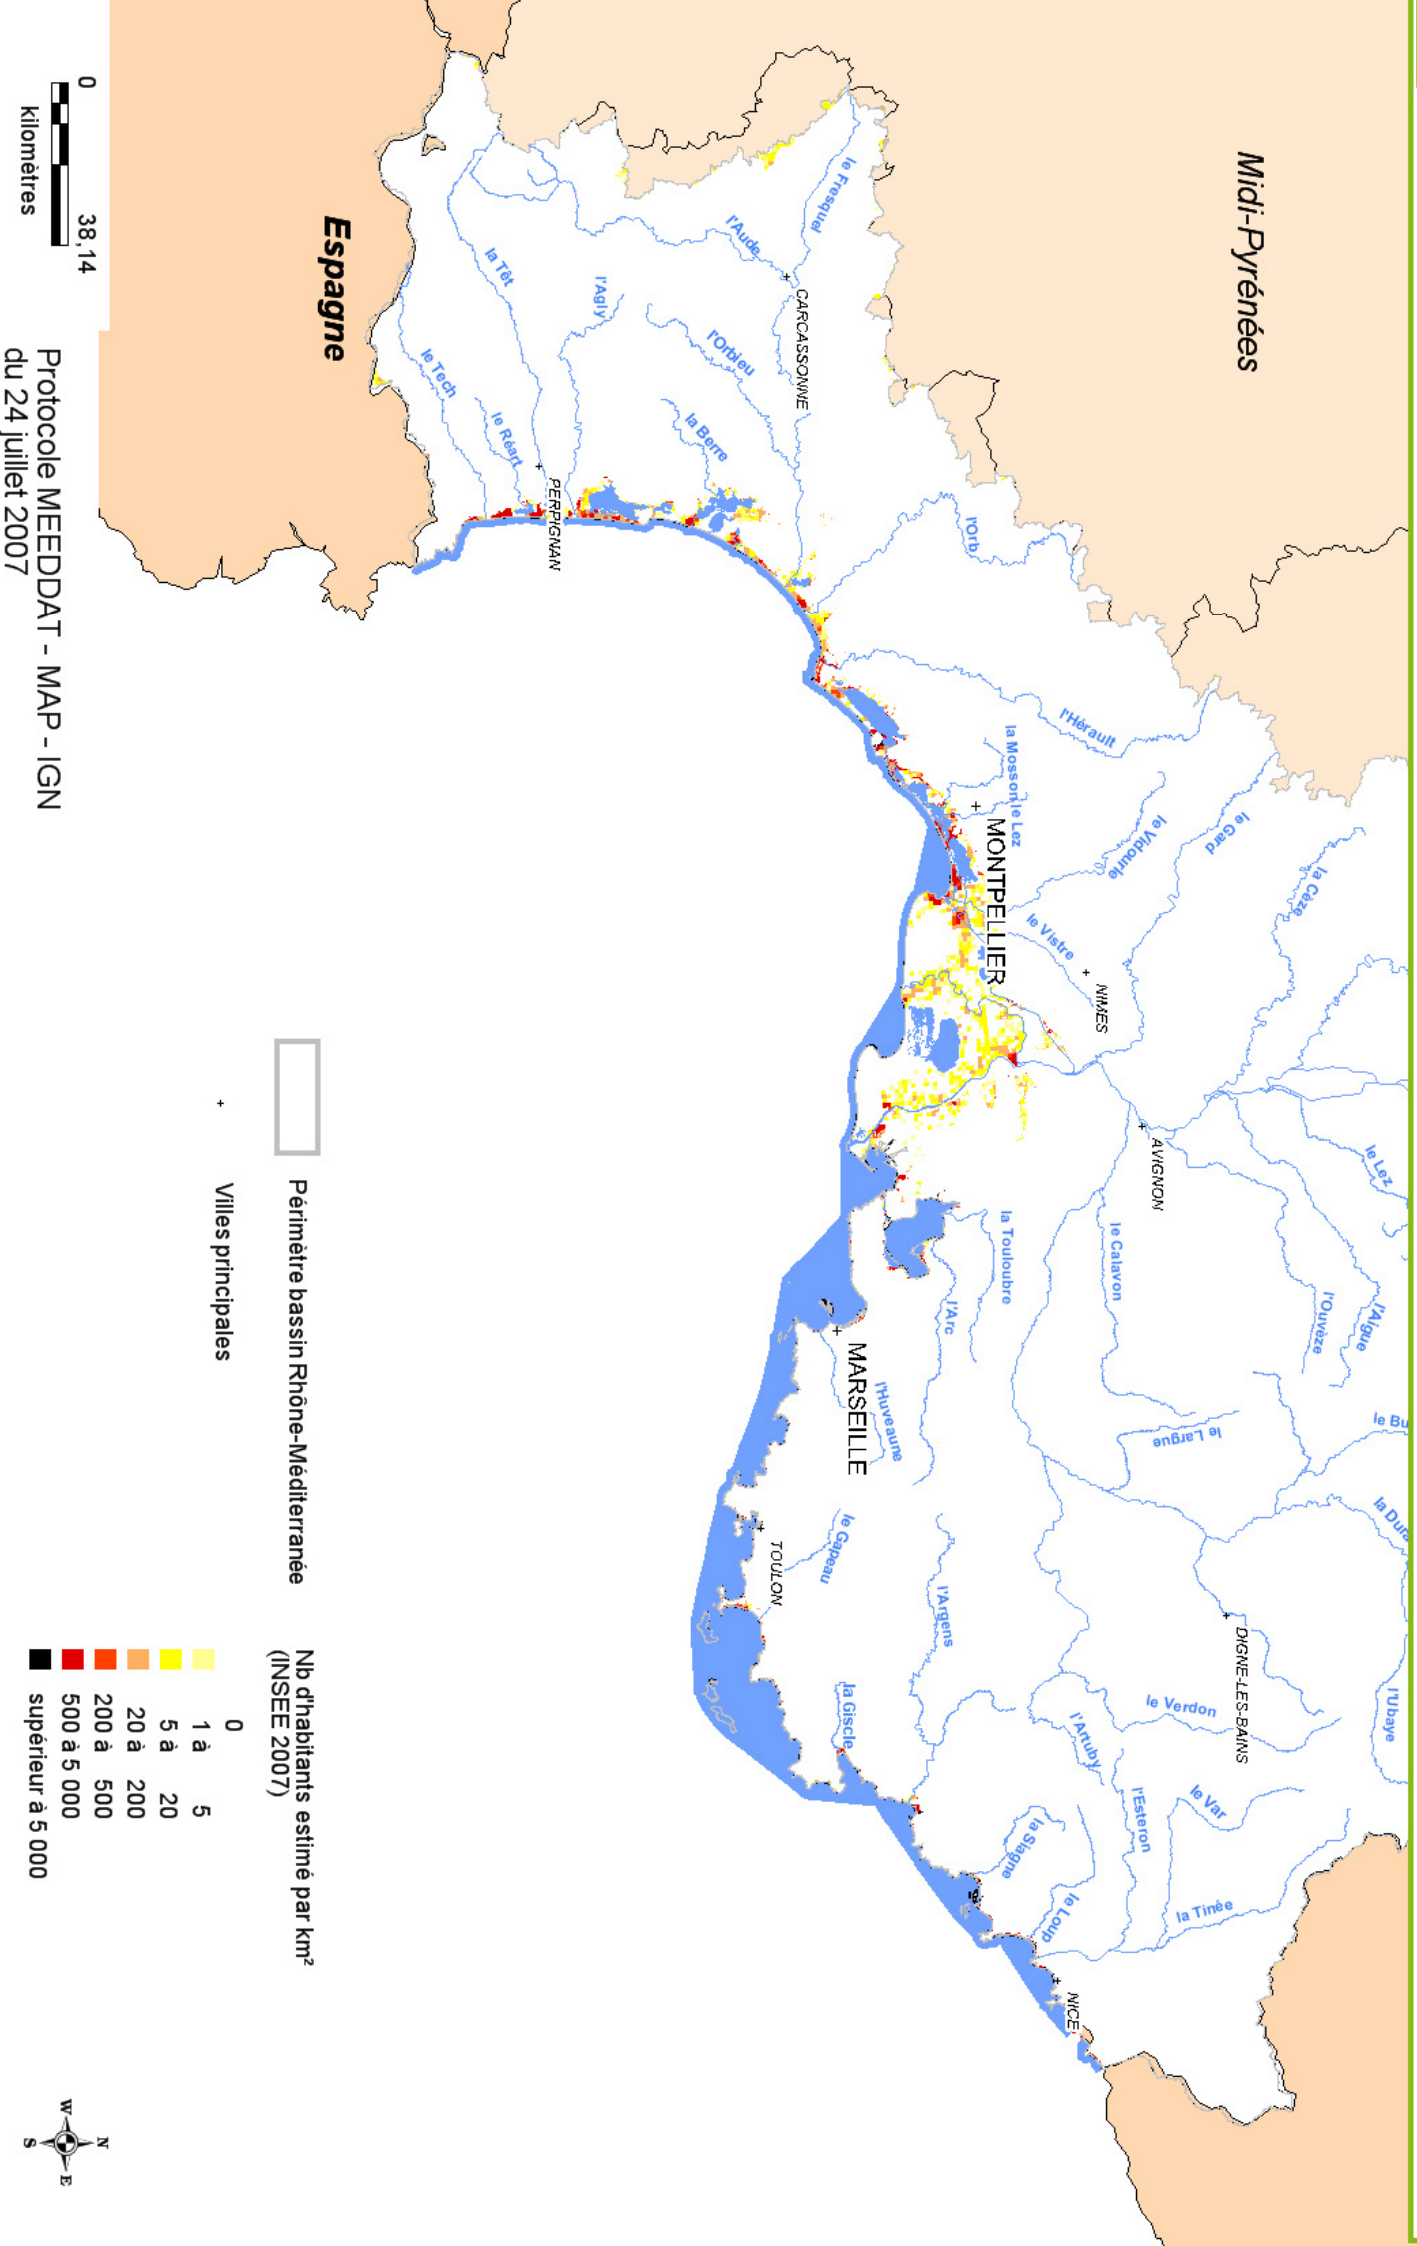 Midi-Pyrénées
le Fresquel
l'Aude
CARCASSONNE
l'Orbieu
l'Agly
la Têt
la Berre
le Tech
le Réart
PERPIGNAN
Espagne
l'Orb
l'Hérault
la Mosson
le Lez
MONTPELLIER
le Vidourle
le Gard
la Cèze
le Vistre
NIMES
AVIGNON
le Lez
l'Aigue
l'Ouvèze
le Calavon
la Touloubre
l'Arc
MARSEILLE
l'Huveaune
le Largue
le Bu
la Dura
DIGNE-LES-BAINS
l'Ubaye
le Verdon
l'Artuby
l'Argens
le Gapeau
TOULON
la Giscle
l'Esteron
le Var
la Tinée
la Siagne
le Loup
NICE
0 38,14
kilomètres
Protocole MEEDDAT - MAP - IGN
du 24 juillet 2007
Périmètre bassin Rhône-Méditerranée
Villes principales
Nb d'habitants estimé par km²
(INSEE 2007)
0
1 à 5
5 à 20
20 à 200
200 à 500
500 à 5 000
supérieur à 5 000
N
W E
S